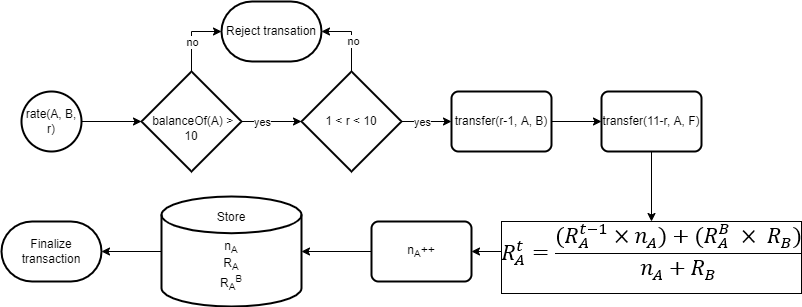 Reject transation
no
no
rate(A, B,
r)
balanceOf(A) >
10
yes
1 < r < 10
yes
transfer(r-1, A, B)
transfer(11-r, A, F)
Store
n_A
R_A
R_A^B
Finalize
transaction
n_A++
R_A^t = ((R_A^{t-1} × n_A) + (R_A^B × R_B)) / (n_A + R_B)